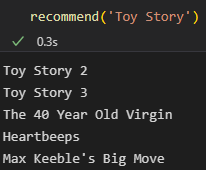 recommend('Toy Story')
✓ 0.3s
Toy Story 2
Toy Story 3
The 40 Year Old Virgin
Heartbeeps
Max Keeble's Big Move